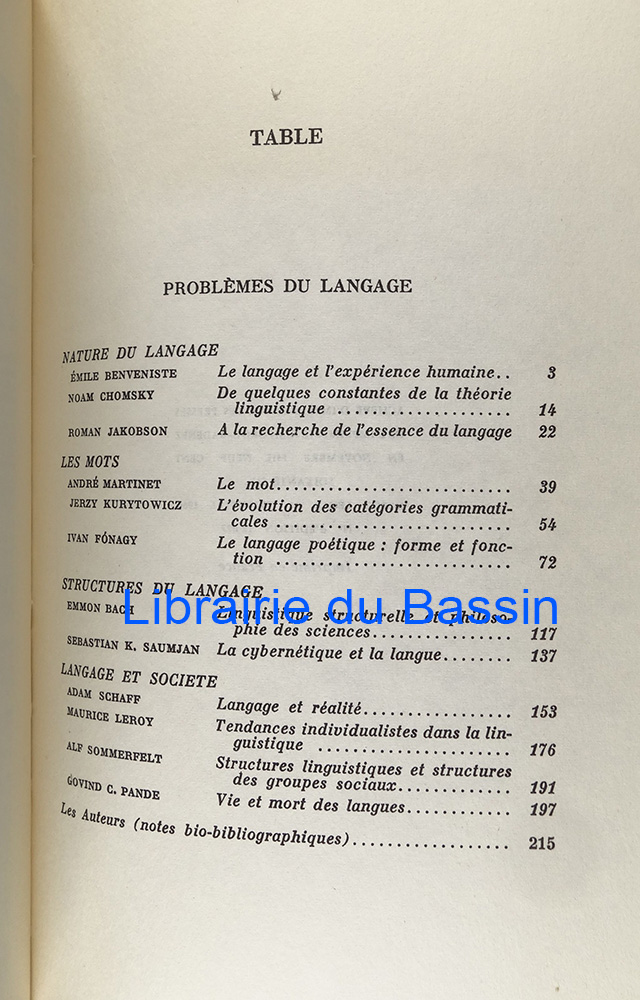 TABLE
PROBLÈMES DU LANGAGE
NATURE DU LANGAGE
ÉMILE BENVENISTE Le langage et l'expérience humaine.. 3
NOAM CHOMSKY De quelques constantes de la théorie
linguistique ...................... 14
ROMAN JAKOBSON A la recherche de l'essence du langage 22
LES MOTS
ANDRÉ MARTINET Le mot.......................... 39
JERZY KURYTOWICZ L'évolution des catégories grammati-
cales ............................ 54
IVAN FÓNAGY Le langage poétique : forme et fonc-
tion ............................ 72
STRUCTURES DU LANGAGE
EMMON BACH Linguistique structurelle et philoso-
phie des sciences................. 117
SEBASTIAN K. SAUMJAN La cybernétique et la langue........ 137
Librairie du Bassin
LANGAGE ET SOCIETE
ADAM SCHAFF Langage et réalité.................. 153
MAURICE LEROY Tendances individualistes dans la lin-
guistique ........................ 176
ALF SOMMERFELT Structures linguistiques et structures
des groupes sociaux.............. 191
GOVIND C. PANDE Vie et mort des langues............. 197
Les Auteurs (notes bio-bibliographiques)................... 215